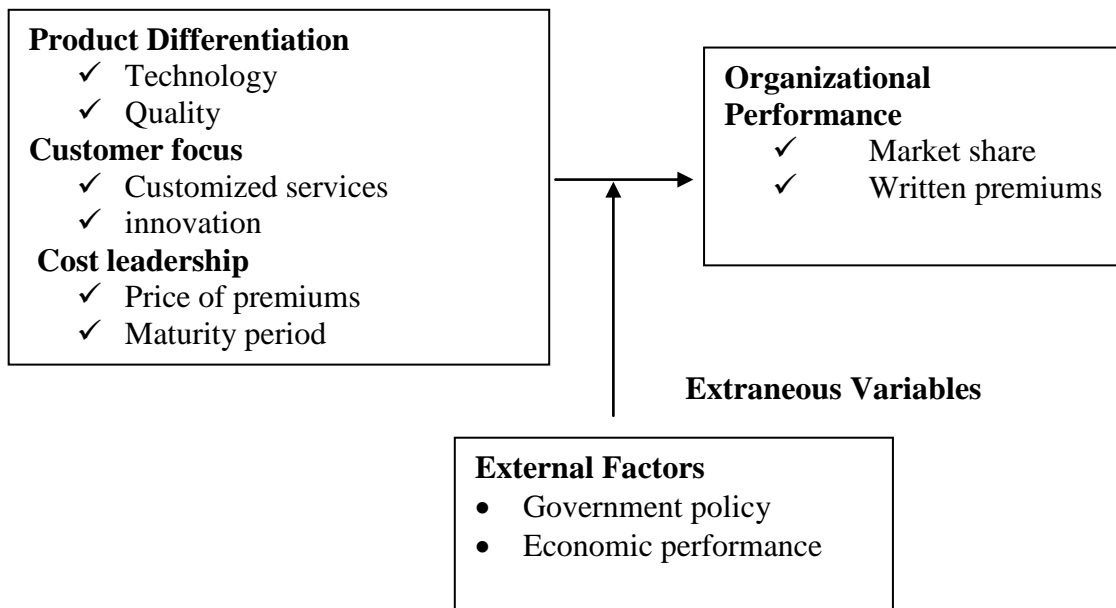 Product Differentiation
✓ Technology
✓ Quality
Customer focus
✓ Customized services
✓ innovation
Cost leadership
✓ Price of premiums
✓ Maturity period
Organizational
Performance
✓ Market share
✓ Written premiums
Extraneous Variables
External Factors
• Government policy
• Economic performance